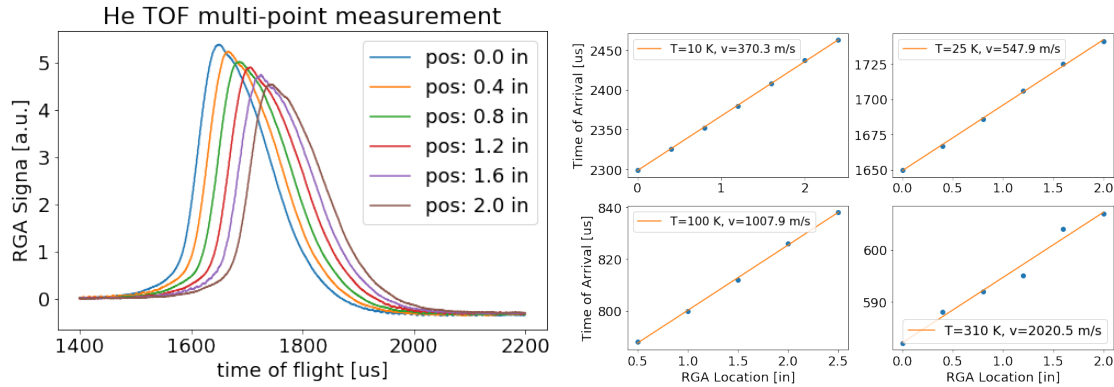 He TOF multi-point measurement
RGA Signa [a.u.]
5
4
3
2
1
0
pos: 0.0 in
pos: 0.4 in
pos: 0.8 in
pos: 1.2 in
pos: 1.6 in
pos: 2.0 in
1400
1600
1800
2000
2200
time of flight [us]
Time of Arrival [us]
2450
2400
2350
2300
T=10 K, v=370.3 m/s
0
1
2
1725
1700
1675
1650
T=25 K, v=547.9 m/s
0.0
0.5
1.0
1.5
2.0
Time of Arrival [us]
840
820
800
T=100 K, v=1007.9 m/s
0.5
1.0
1.5
2.0
2.5
RGA Location [in]
600
590
T=310 K, v=2020.5 m/s
0.0
0.5
1.0
1.5
2.0
RGA Location [in]